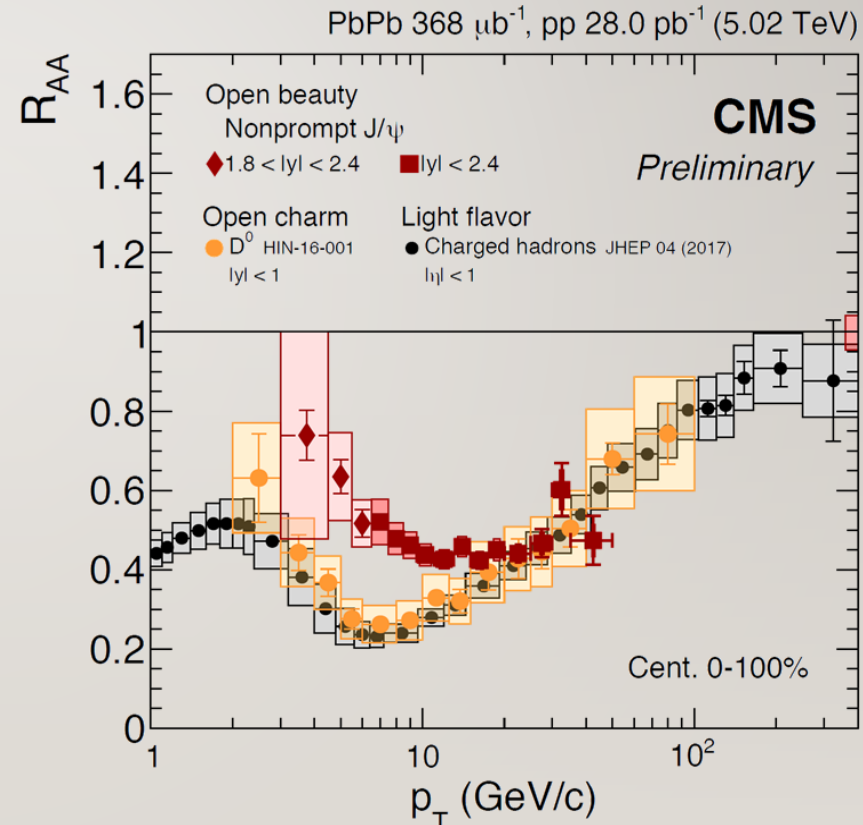 PbPb 368 μb⁻¹, pp 28.0 pb⁻¹ (5.02 TeV)
R_AA
1.6
1.4
1.2
1
0.8
0.6
0.4
0.2
0
Open beauty
Nonprompt J/ψ
1.8 < |y| < 2.4 |y| < 2.4
CMS
Preliminary
Open charm Light flavor
D⁰ HIN-16-001 Charged hadrons JHEP 04 (2017)
|y| < 1 |η| < 1
Cent. 0-100%
1 10 10²
p_T (GeV/c)